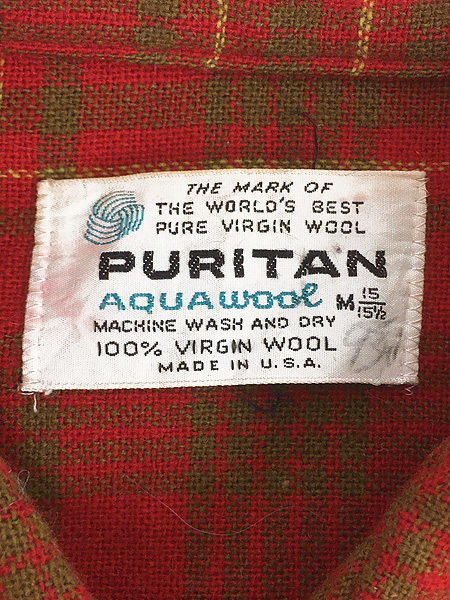 THE MARK OF
THE WORLD'S BEST
PURE VIRGIN WOOL
PURITAN
AQUAWOOL M 15/15½
MACHINE WASH AND DRY
100% VIRGIN WOOL
MADE IN U.S.A.